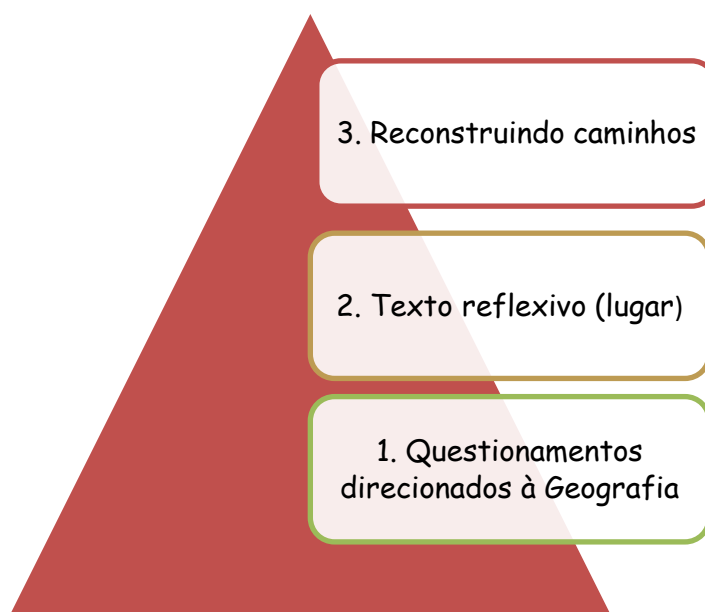 3. Reconstruindo caminhos
2. Texto reflexivo (lugar)
1. Questionamentos
direcionados à Geografia